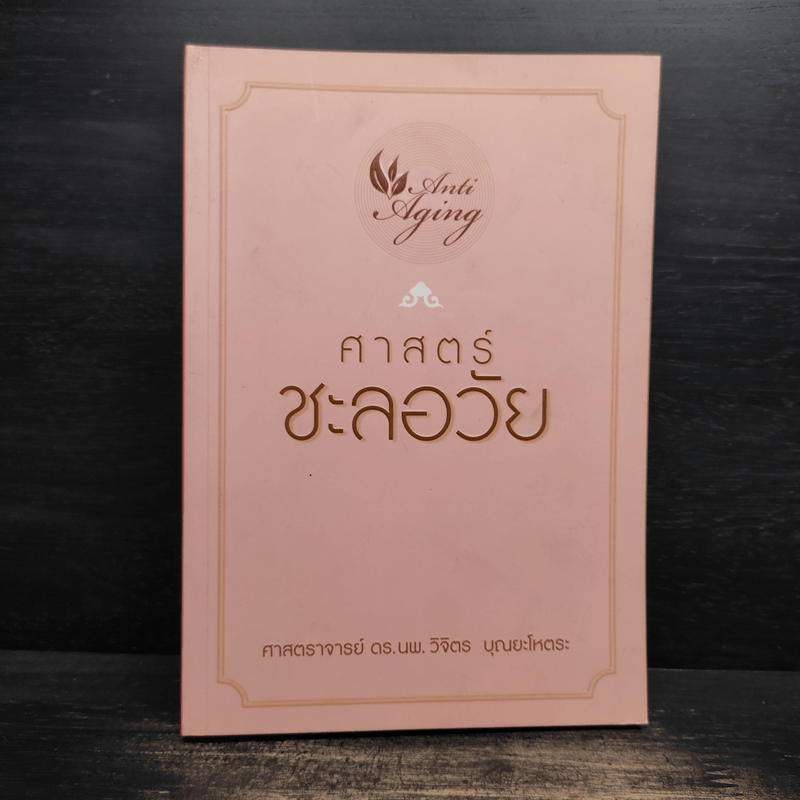 Anti
Aging
ศาสตร์
ชะลอวัย
ศาสตราจารย์ ดร.นพ. วิจิตร บุณยะโหตระ